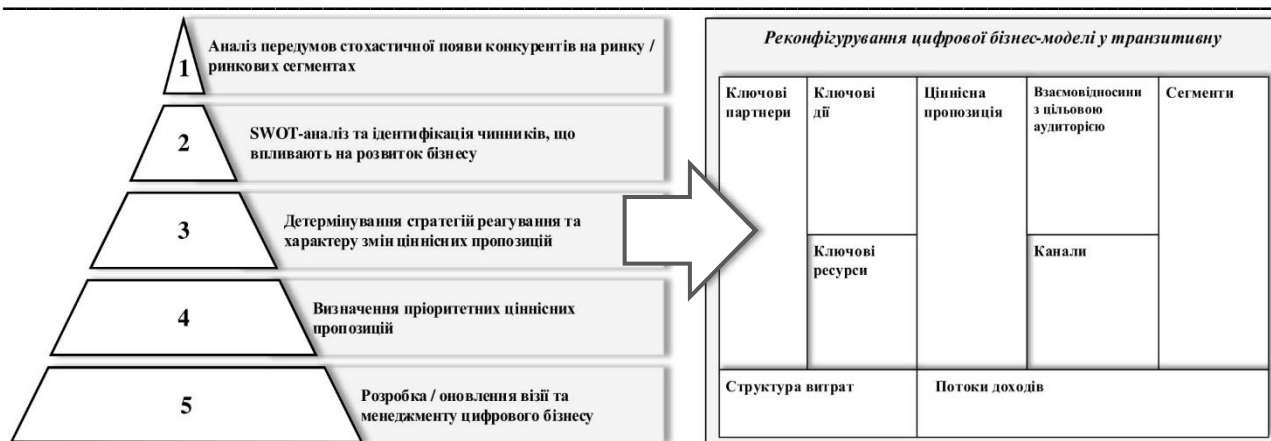 1
Аналіз передумов стохастичної появи конкурентів на ринку /
ринкових сегментах
2
SWOT-аналіз та ідентифікація чинників, що
впливають на розвиток бізнесу
3
Детермінування стратегій реагування та
характеру змін ціннісних пропозицій
4
Визначення пріоритетних ціннісних
пропозицій
5
Розробка / оновлення візії та
менеджменту цифрового бізнесу
Реконфігурування цифрової бізнес-моделі у транзитивну
Ключові
партнери
Ключові
дії
Ціннісна
пропозиція
Взаємовідносини
з цільовою
аудиторією
Сегменти
Ключові
ресурси
Канали
Структура витрат
Потоки доходів